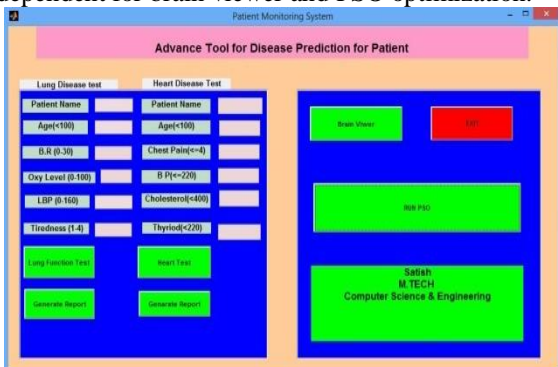 dependent for brain viewer and PSO optimization.
Patient Monitoring System
Advance Tool for Disease Prediction for Patient
Lung Disease test
Heart Disease Test
Patient Name
Patient Name
Age(<100)
Age(<100)
B.R (0-30)
Chest Pain(<=4)
Oxy Level (0-100)
B P(<=220)
LBP (0-160)
Cholesterol(<400)
Tiredness (1-4)
Thyriod(<220)
Lung Function Test
Heart Test
Generate Report
Genarate Report
Brain Viwer
EXIT
RUN PSO
Satish
M.TECH
Computer Science & Engineering